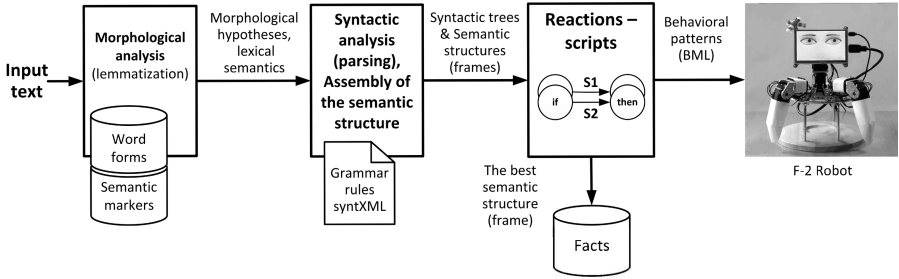 Input
text
Morphological
analysis
(lemmatization)
Word
forms
Semantic
markers
Morphological
hypotheses,
lexical
semantics
Syntactic
analysis
(parsing),
Assembly of
the semantic
structure
Grammar
rules
syntXML
Syntactic trees
& Semantic
structures
(frames)
Reactions –
scripts
if
S1
S2
then
The best
semantic
structure
(frame)
Facts
Behavioral
patterns
(BML)
F-2 Robot